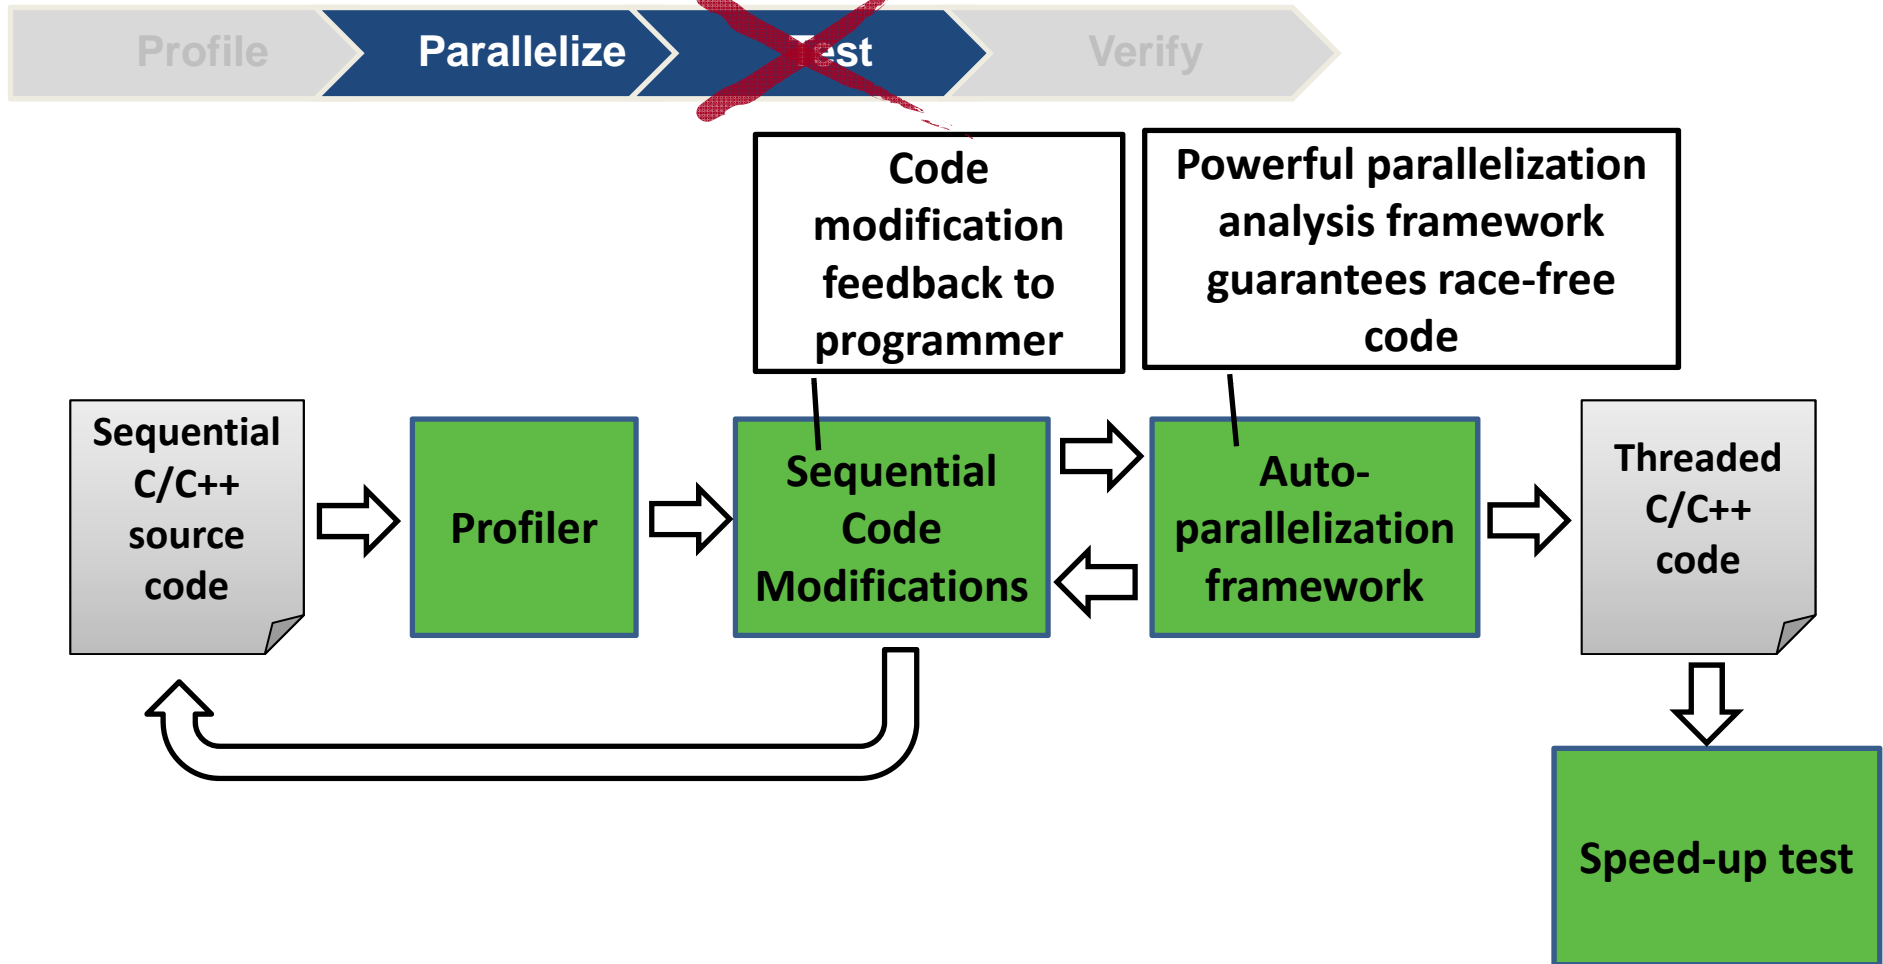 Profile
Parallelize
Test
Verify
Code
modification
feedback to
programmer
Powerful parallelization
analysis framework
guarantees race-free
code
Sequential
C/C++
source
code
Profiler
Sequential
Code
Modifications
Auto-
parallelization
framework
Threaded
C/C++
code
Speed-up test